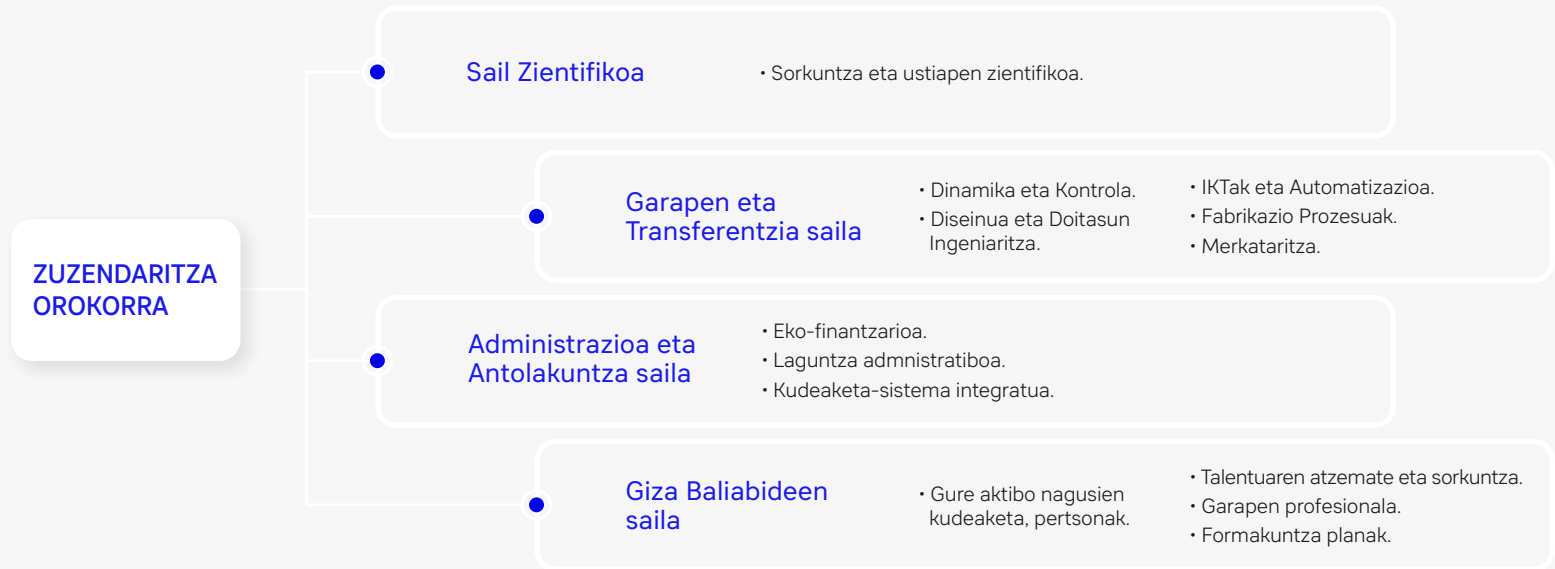 ZUZENDARITZA
OROKORRA
Sail Zientifikoa
• Sorkuntza eta ustiapen zientifikoa.
Garapen eta
Transferentzia saila
• Dinamika eta Kontrola.
• Diseinua eta Doitasun
Ingeniaritza.
• IKTak eta Automatizazioa.
• Fabrikazio Prozesuak.
• Merkataritza.
Administrazioa eta
Antolakuntza saila
• Eko-finantzarioa.
• Laguntza admnistratiboa.
• Kudeaketa-sistema integratua.
Giza Baliabideen
saila
• Gure aktibo nagusien
kudeaketa, pertsonak.
• Talentuaren atzemate eta sorkuntza.
• Garapen profesionala.
• Formakuntza planak.